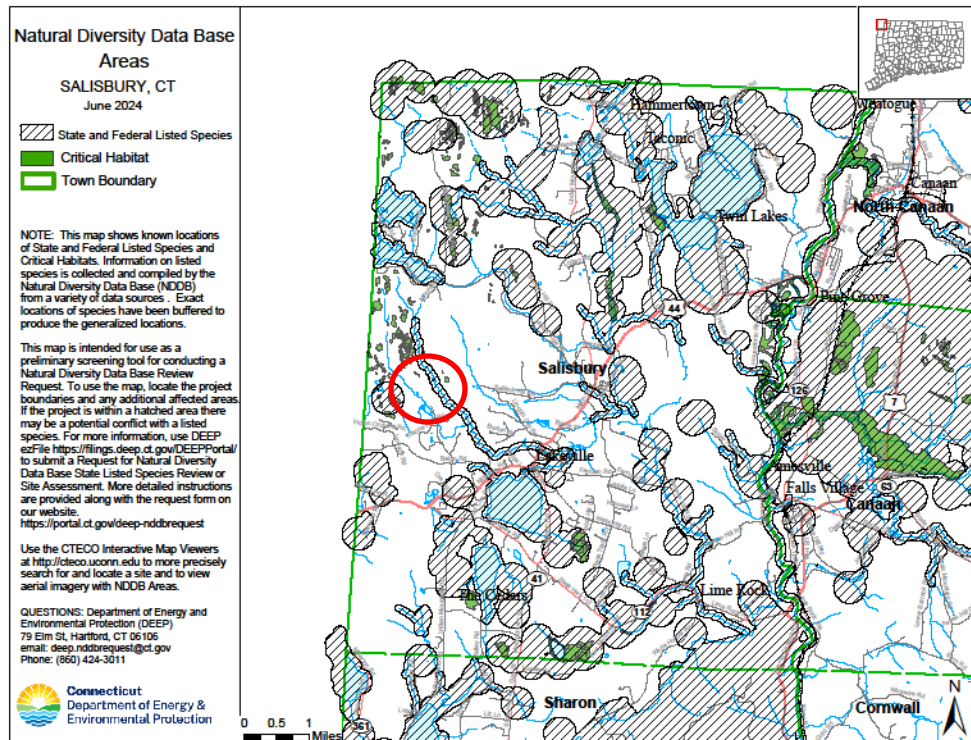 Natural Diversity Data Base
Areas
SALISBURY, CT
June 2024
State and Federal Listed Species
Critical Habitat
Town Boundary
NOTE: This map shows known locations
of State and Federal Listed Species and
Critical Habitats. Information on listed
species is collected and compiled by the
Natural Diversity Data Base (NDDB)
from a variety of data sources . Exact
locations of species have been buffered to
produce the generalized locations.
This map is intended for use as a
preliminary screening tool for conducting a
Natural Diversity Data Base Review
Request. To use the map, locate the project
boundaries and any additional affected areas.
If the project is within a hatched area there
may be a potential conflict with a listed
species. For more information, use DEEP
ezFile https://filings.deep.ct.gov/DEEPPortal/
to submit a Request for Natural Diversity
Data Base State Listed Species Review or
Site Assessment. More detailed instructions
are provided along with the request form on
our website.
https://portal.ct.gov/deep-nddbrequest
Use the CTECO Interactive Map Viewers
at http://cteco.uconn.edu to more precisely
search for and locate a site and to view
aerial imagery with NDDB Areas.
QUESTIONS: Department of Energy and
Environmental Protection (DEEP)
79 Elm St, Hartford, CT 06106
email: deep.nddbrequest@ct.gov
Phone: (860) 424-3011
Connecticut
Department of Energy &
Environmental Protection
0 0.5 1
Miles
Hammertown
Taconic
Weatogue
Canaan
North Canaan
Twin Lakes
Pine Grove
44
Salisbury
126
7
Lakeville
Amesville
Falls Village
63
Canaan
41
The Cedars
Lime Rock
112
Sharon
Cornwall
361
N